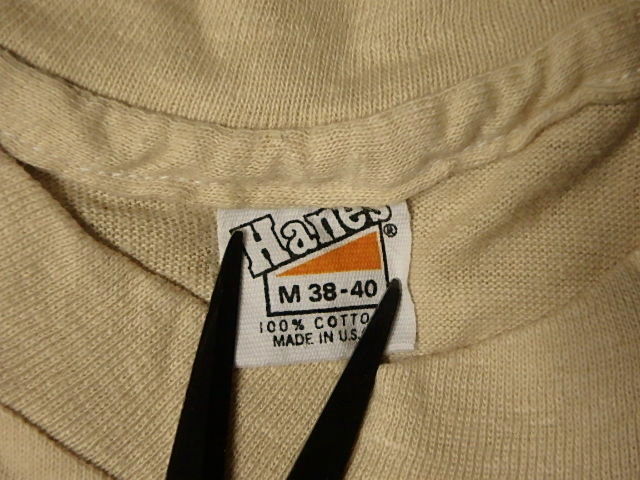 Hanes®
M 38-40
100% COTTO
MADE IN U.S.